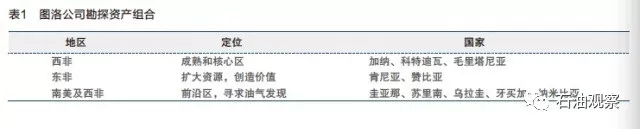 表1 图洛公司勘探资产组合
地区 定位 国家
西非 成熟和核心区 加纳、科特迪瓦、毛里塔尼亚
东非 扩大资源，创造价值 肯尼亚、赞比亚
南美及西非 前沿区，寻求油气发现 圭亚那、苏里南、乌拉圭、牙买加、纳米比亚
石油观察